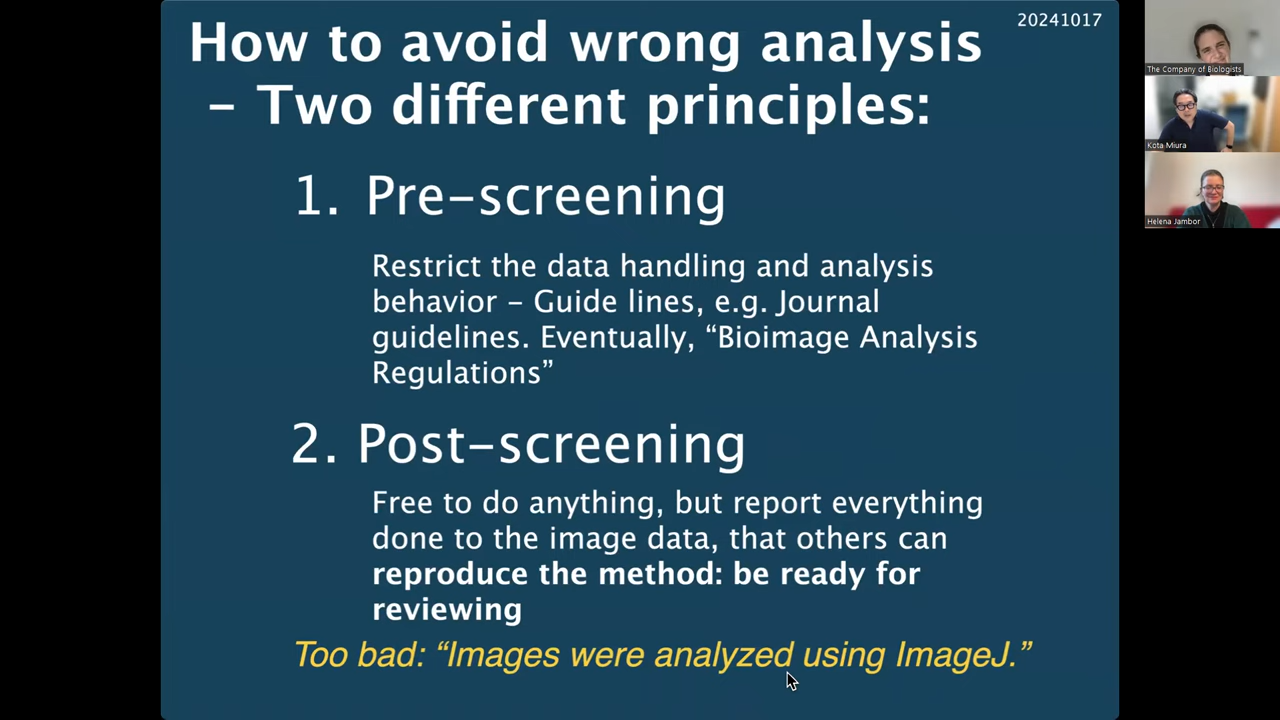 20241017
How to avoid wrong analysis
– Two different principles:
1. Pre-screening
Restrict the data handling and analysis
behavior – Guide lines, e.g. Journal
guidelines. Eventually, “Bioimage Analysis
Regulations”
2. Post-screening
Free to do anything, but report everything
done to the image data, that others can
reproduce the method: be ready for
reviewing
Too bad: “Images were analyzed using ImageJ.”
The Company of Biologists
Kota Miura
Helena Jambor